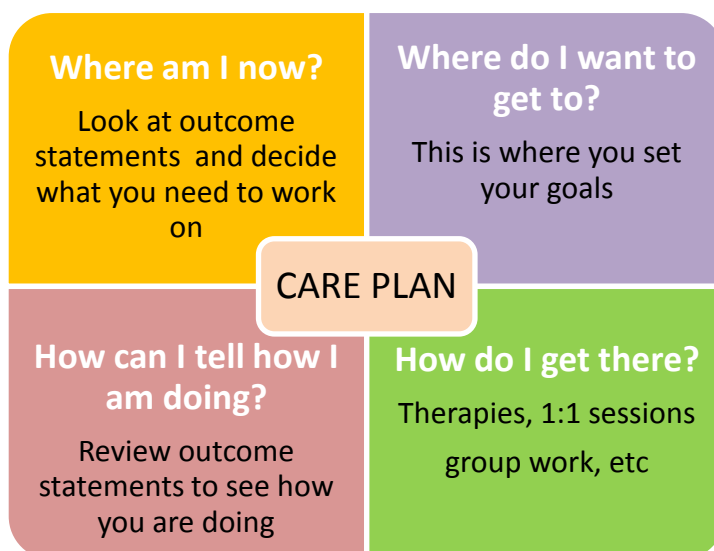 Where am I now?
Look at outcome
statements and decide
what you need to work
on
Where do I want to
get to?
This is where you set
your goals
CARE PLAN
How can I tell how I
am doing?
Review outcome
statements to see how
you are doing
How do I get there?
Therapies, 1:1 sessions
group work, etc